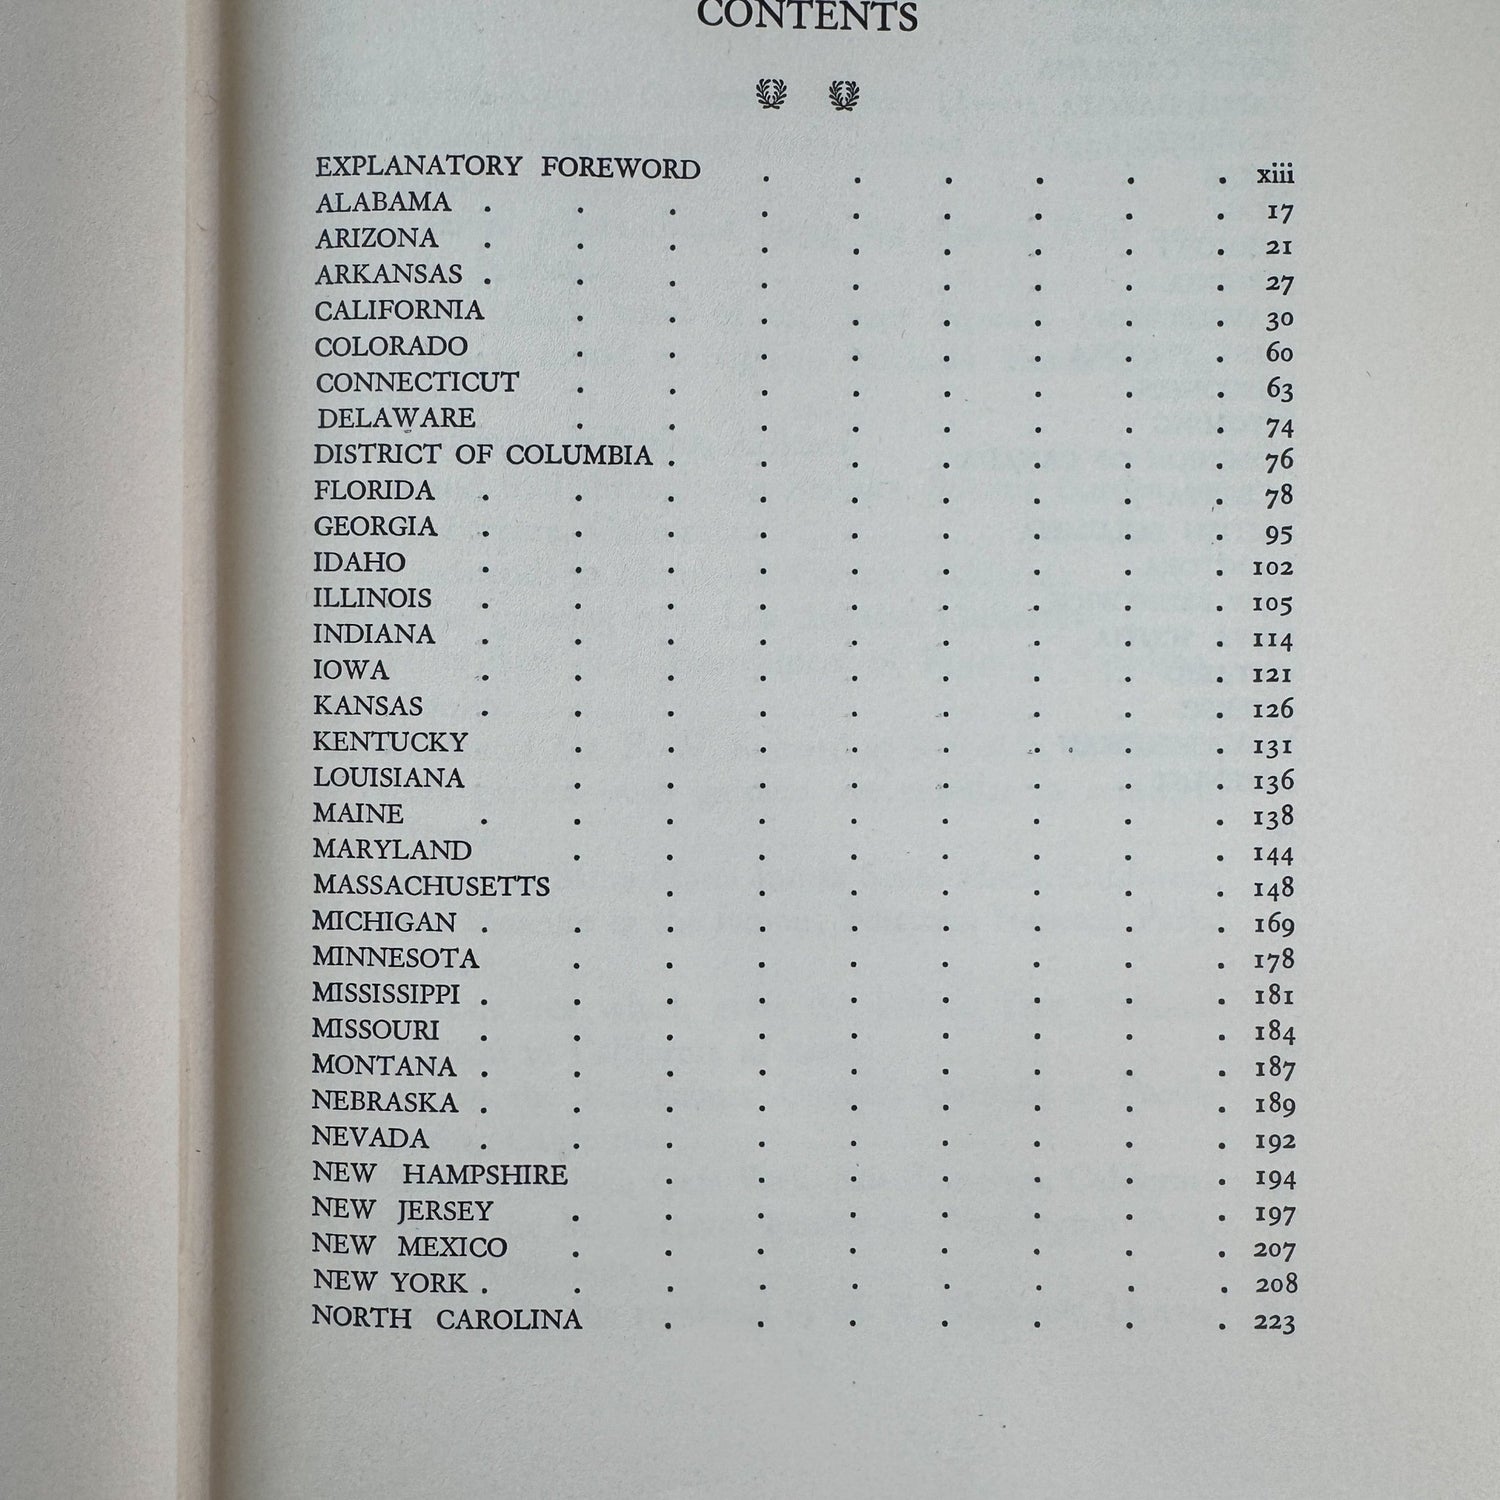 CONTENTS
EXPLANATORY FOREWORD . . . . . . xiii
ALABAMA . . . . . . . . . 17
ARIZONA . . . . . . . . . 21
ARKANSAS . . . . . . . . . 27
CALIFORNIA . . . . . . . . 30
COLORADO . . . . . . . . 60
CONNECTICUT . . . . . . . . 63
DELAWARE . . . . . . . . 74
DISTRICT OF COLUMBIA . . . . . . . 76
FLORIDA . . . . . . . . . 78
GEORGIA . . . . . . . . . 95
IDAHO . . . . . . . . . 102
ILLINOIS . . . . . . . . . 105
INDIANA . . . . . . . . . 114
IOWA . . . . . . . . . 121
KANSAS . . . . . . . . . 126
KENTUCKY . . . . . . . . 131
LOUISIANA . . . . . . . . 136
MAINE . . . . . . . . . 138
MARYLAND . . . . . . . . 144
MASSACHUSETTS . . . . . . . 148
MICHIGAN . . . . . . . . . 169
MINNESOTA . . . . . . . . 178
MISSISSIPPI . . . . . . . . . 181
MISSOURI . . . . . . . . . 184
MONTANA . . . . . . . . . 187
NEBRASKA . . . . . . . . . 189
NEVADA . . . . . . . . . 192
NEW HAMPSHIRE . . . . . . . 194
NEW JERSEY . . . . . . . . 197
NEW MEXICO . . . . . . . . 207
NEW YORK . . . . . . . . . 208
NORTH CAROLINA . . . . . . . 223